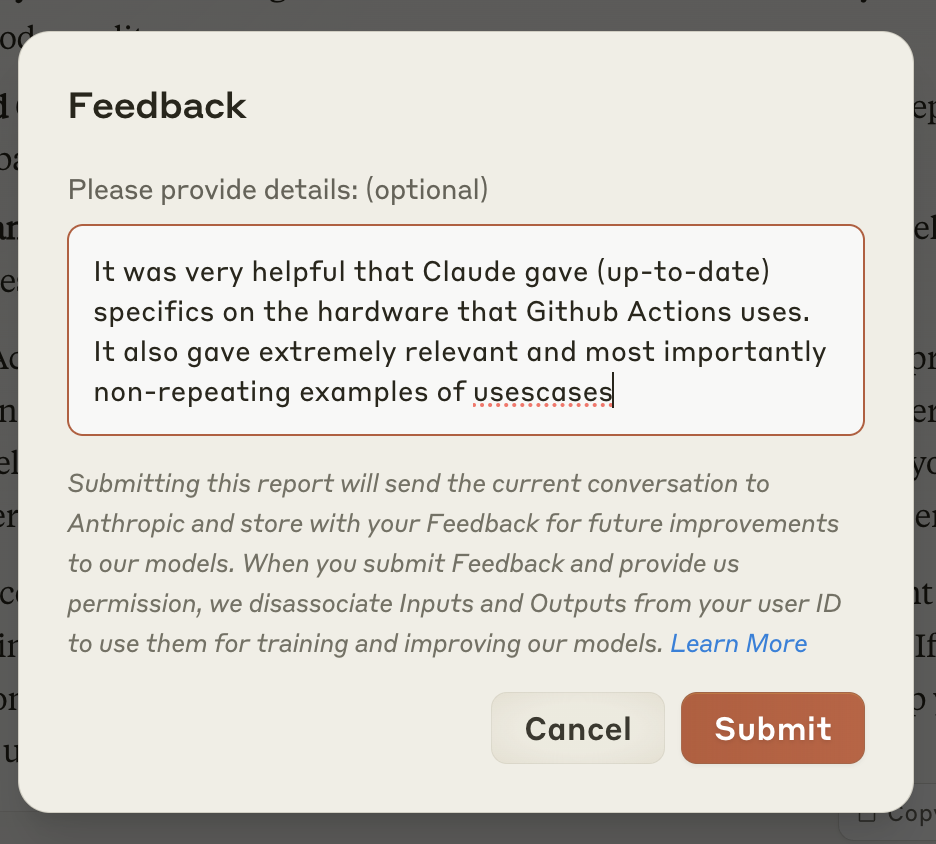 Feedback
Please provide details: (optional)
It was very helpful that Claude gave (up-to-date)
specifics on the hardware that Github Actions uses.
It also gave extremely relevant and most importantly
non-repeating examples of usescases
Submitting this report will send the current conversation to
Anthropic and store with your Feedback for future improvements
to our models. When you submit Feedback and provide us
permission, we disassociate Inputs and Outputs from your user ID
to use them for training and improving our models. Learn More
Cancel
Submit